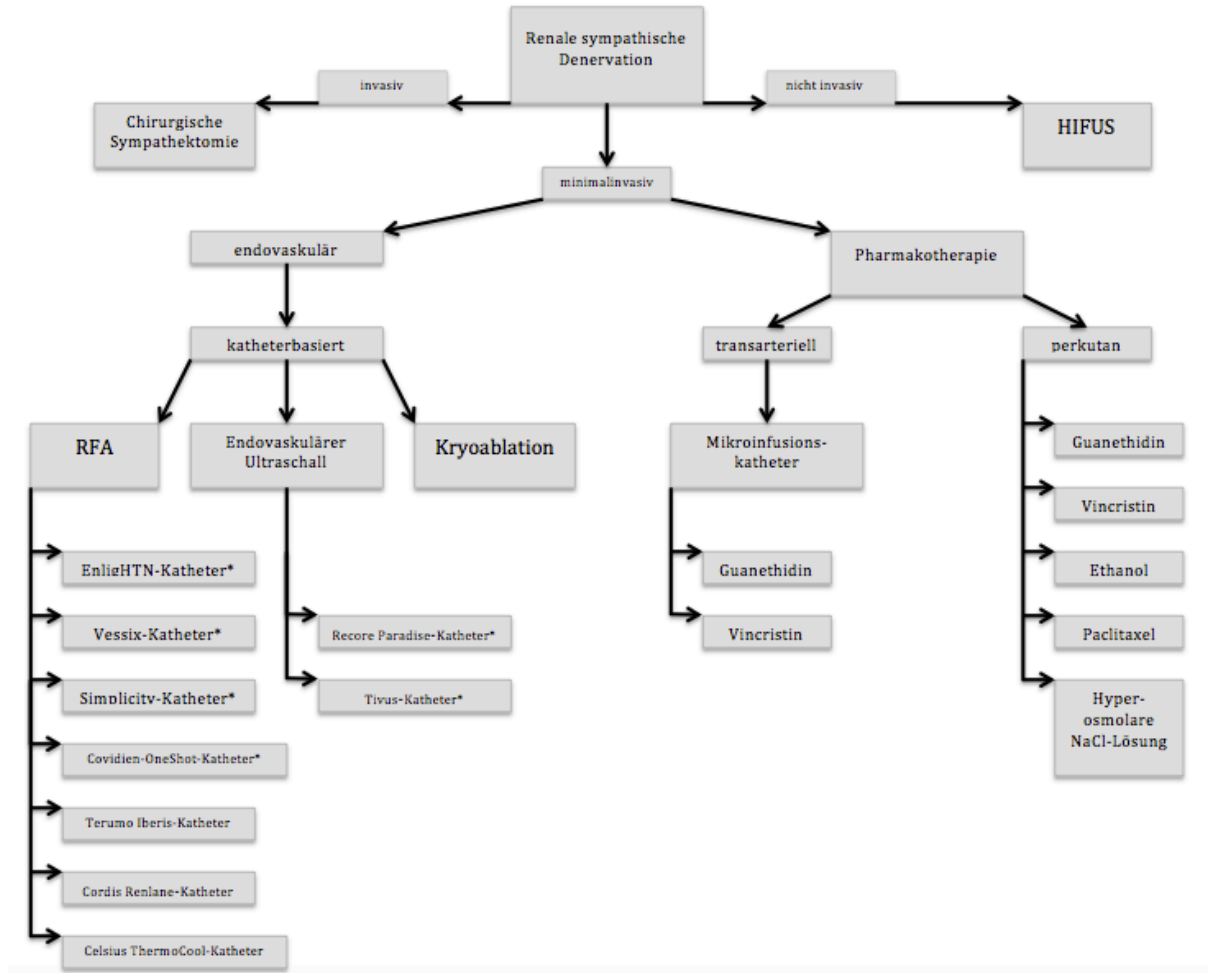 Renale sympathische
Denervation
invasiv
nicht invasiv
Chirurgische
Sympathektomie
HIFUS
minimalinvasiv
endovaskulär
Pharmakotherapie
katheterbasiert
transarteriell
perkutan
RFA
Endovaskulärer
Ultraschall
Kryoablation
Mikroinfusions-
katheter
EnligHTN-Katheter*
Vessix-Katheter*
Simplicity-Katheter*
Covidien-OneShot-Katheter*
Terumo Iberis-Katheter
Cordis Renlane-Katheter
Celsius ThermoCool-Katheter
Recore Paradise-Katheter*
Tivus-Katheter*
Guanethidin
Vincristin
Guanethidin
Vincristin
Ethanol
Paclitaxel
Hyper-
osmolare
NaCl-Lösung